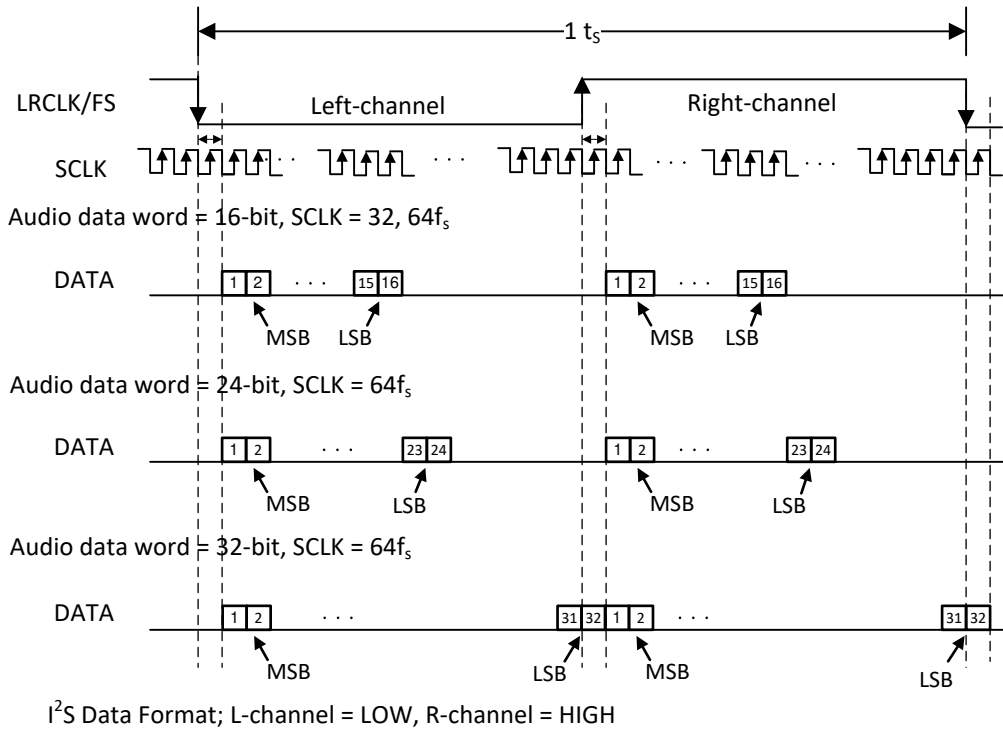 1 tS
LRCLK/FS
Left-channel
Right-channel
SCLK
Audio data word = 16-bit, SCLK = 32, 64fs
DATA
1 2 · · · 15 16 1 2 · · · 15 16
MSB LSB MSB LSB
Audio data word = 24-bit, SCLK = 64fs
DATA
1 2 · · · 23 24 1 2 · · · 23 24
MSB LSB MSB LSB
Audio data word = 32-bit, SCLK = 64fs
DATA
1 2 · · · 31 32 1 2 · · · 31 32
MSB LSB MSB LSB
I²S Data Format; L-channel = LOW, R-channel = HIGH